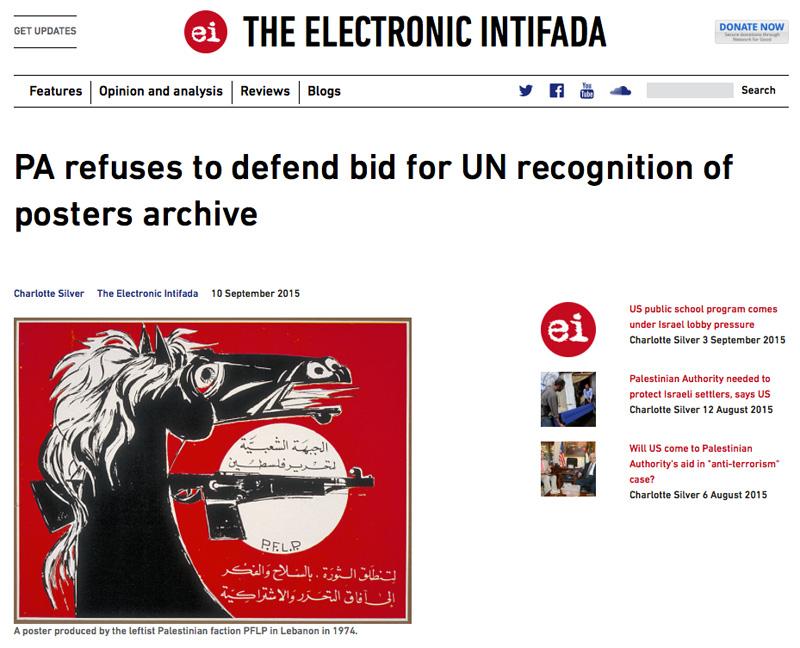 GET UPDATES
ei
THE ELECTRONIC INTIFADA
DONATE NOW
Secure donations through
Network for Good
Features
Opinion and analysis
Reviews
Blogs
You
Tube
Search
PA refuses to defend bid for UN recognition of
posters archive
Charlotte Silver The Electronic Intifada 10 September 2015
الجبهة الشعبيّة
لتحرير فلسطين
P.F.L.P
لتنطلق الثورة . بالسلاح والفكر
إلى آفاق التحرر والاشتراكية
A poster produced by the leftist Palestinian faction PFLP in Lebanon in 1974.
ei
US public school program comes
under Israel lobby pressure
Charlotte Silver 3 September 2015
Palestinian Authority needed to
protect Israeli settlers, says US
Charlotte Silver 12 August 2015
Will US come to Palestinian
Authority's aid in "anti-terrorism"
case?
Charlotte Silver 6 August 2015